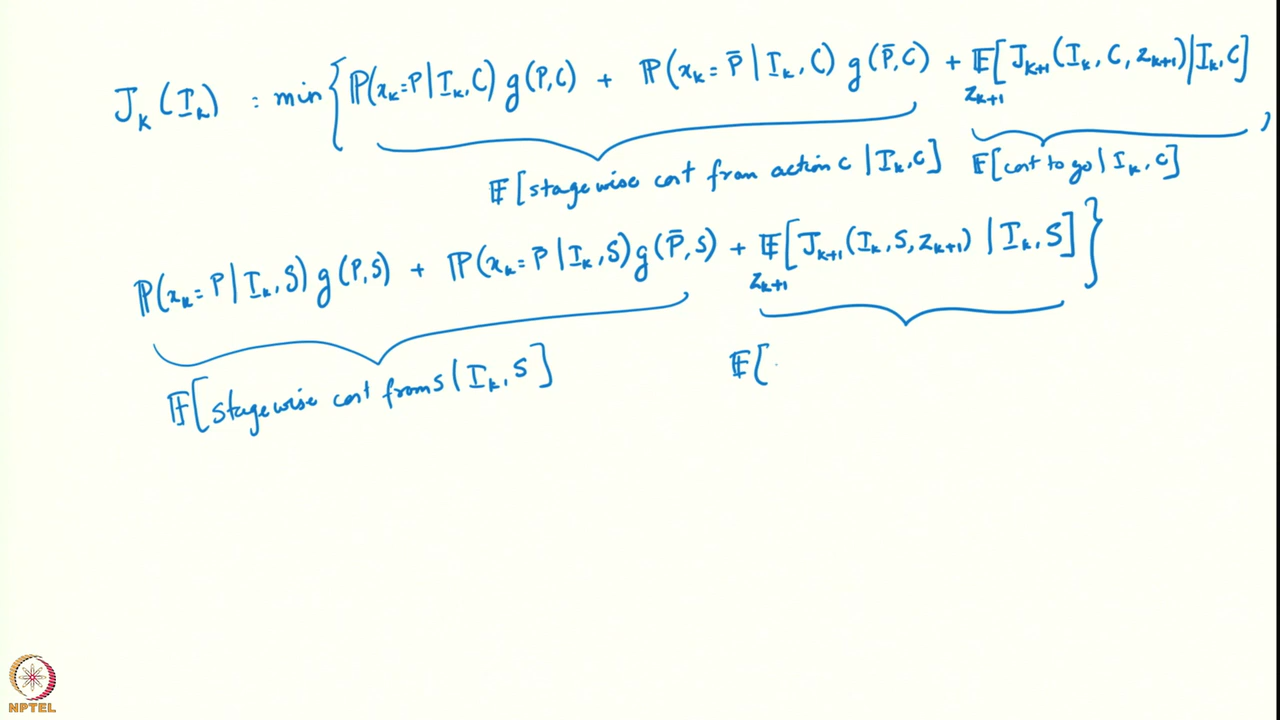 J_k(I_k) : min{ ℙ(x_k = P | I_k, C) g(P, C) + ℙ(x_k = P̄ | I_k, C) g(P̄, C) + 𝔼_{z_{k+1}}[J_{k+1}(I_k, C, z_{k+1}) | I_k, C] ,
𝔼[stagewise cost from action C | I_k, C] 𝔼[cost to go | I_k, C]
ℙ(x_k = P | I_k, S) g(P, S) + ℙ(x_k = P | I_k, S) g(P̄, S) + 𝔼_{z_{k+1}}[J_{k+1}(I_k, S, z_{k+1}) | I_k, S] }
𝔼[stagewise cost from S | I_k, S] 𝔼[
NPTEL